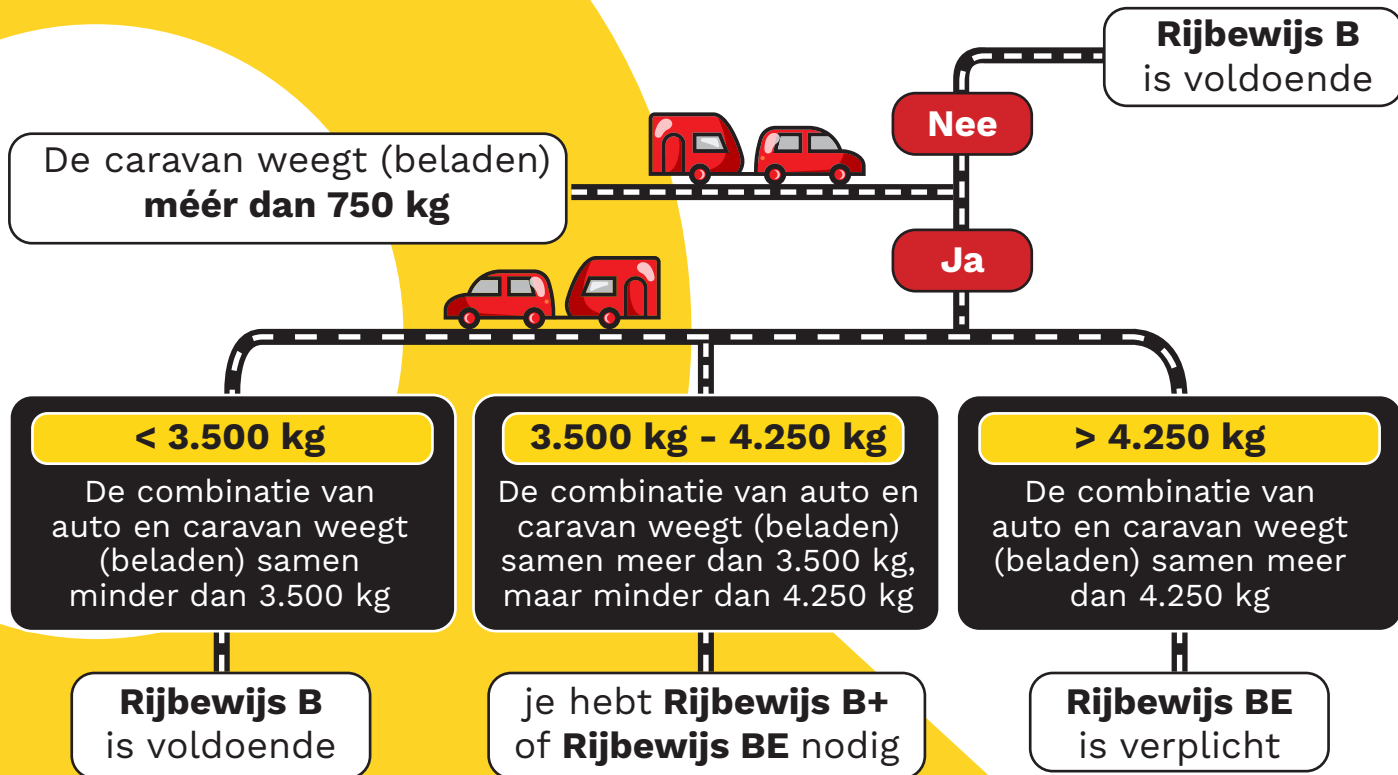 Rijbewijs B
is voldoende
Nee
De caravan weegt (beladen)
méér dan 750 kg
Ja
< 3.500 kg
De combinatie van
auto en caravan weegt
(beladen) samen
minder dan 3.500 kg
3.500 kg - 4.250 kg
De combinatie van auto en
caravan weegt (beladen)
samen meer dan 3.500 kg,
maar minder dan 4.250 kg
> 4.250 kg
De combinatie van
auto en caravan weegt
(beladen) samen meer
dan 4.250 kg
Rijbewijs B
is voldoende
je hebt Rijbewijs B+
of Rijbewijs BE nodig
Rijbewijs BE
is verplicht